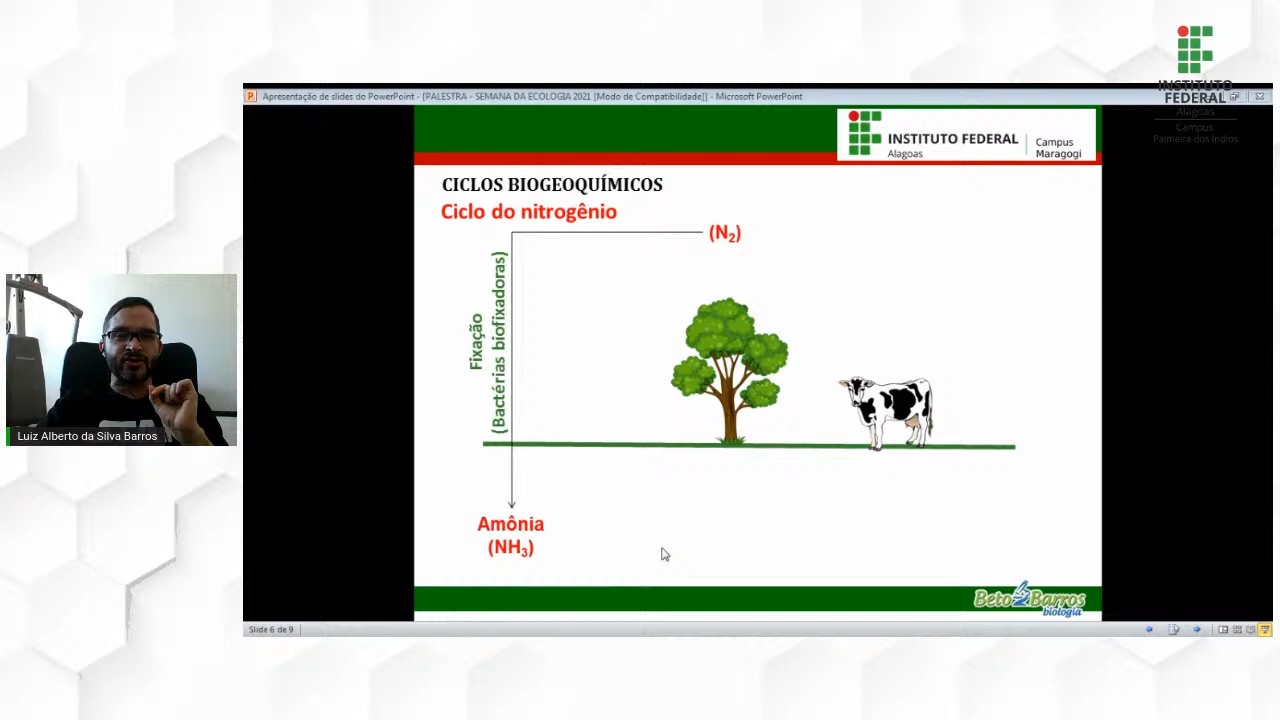 INSTITUTO
FEDERAL
Alagoas
Campus
Palmeira dos Índios
Apresentação de slides do PowerPoint - [PALESTRA - SEMANA DA ECOLOGIA 2021 [Modo de Compatibilidade]] - Microsoft PowerPoint
INSTITUTO FEDERAL
Alagoas
Campus
Maragogi
CICLOS BIOGEOQUÍMICOS
Ciclo do nitrogênio
(N₂)
Fixação
(Bactérias biofixadoras)
Amônia
(NH₃)
Luiz Alberto da Silva Barros
Beto Barros
biologia
Slide 6 de 9